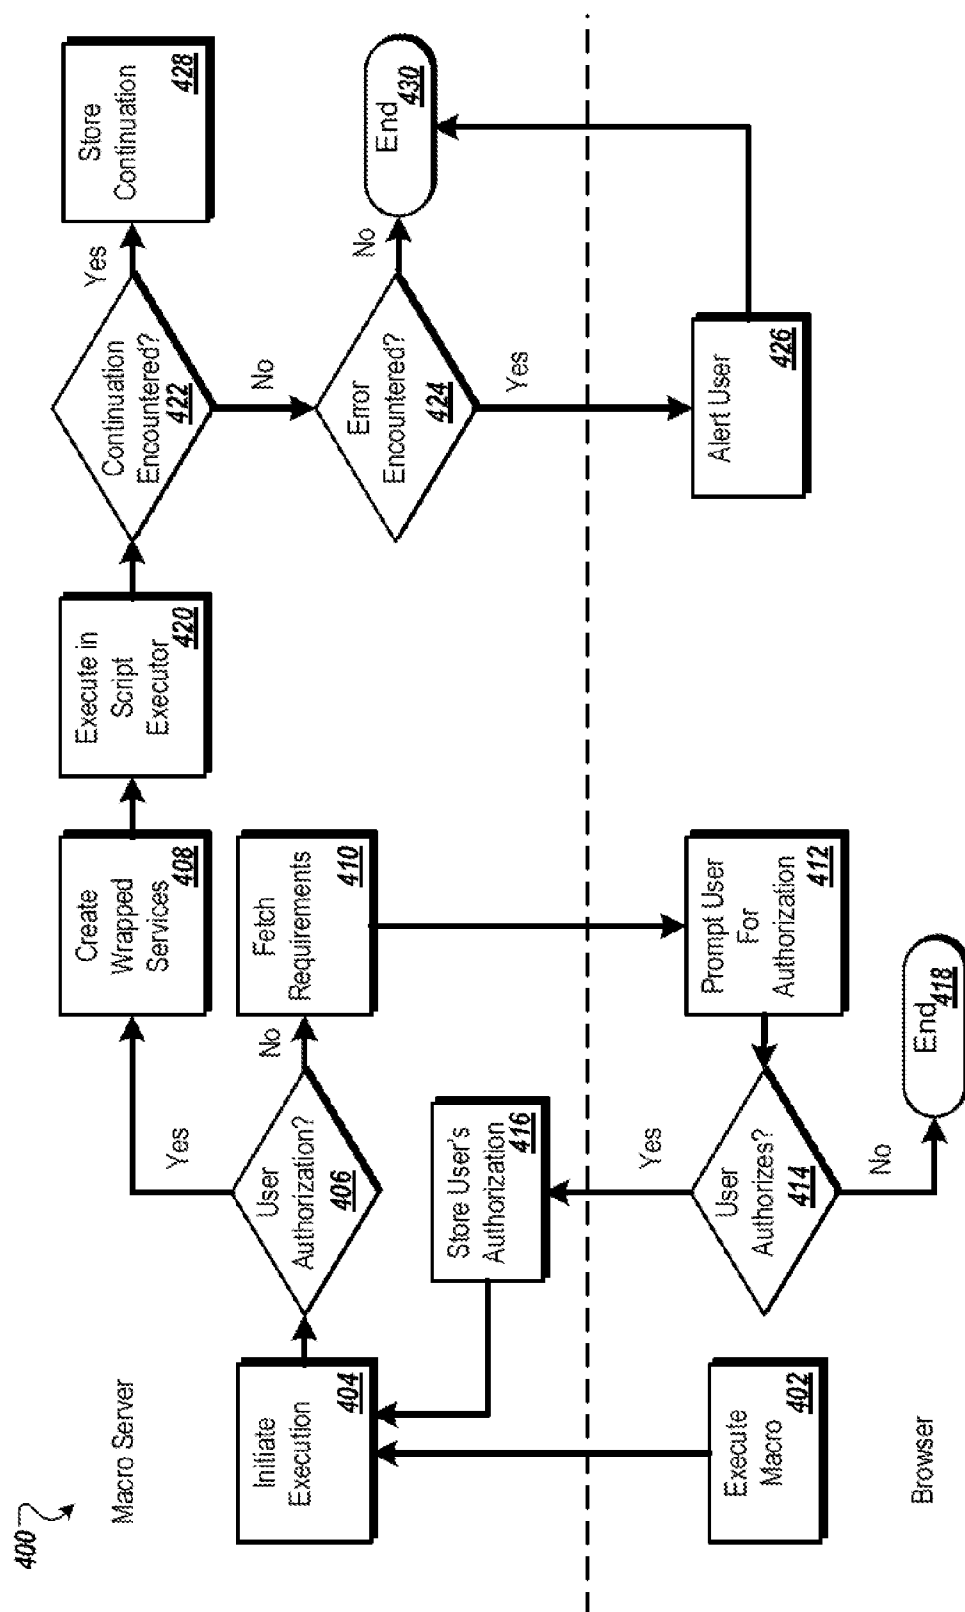 400
Macro Server
Initiate
Execution
404
User
Authorization?
406
Yes
No
Create
Wrapped
Services
408
Fetch
Requirements
410
Execute in
Script
Executor
420
Continuation
Encountered?
422
Yes
No
Store
Continuation
428
Error
Encountered?
424
No
Yes
End
430
Store User's
Authorization
416
Browser
Execute
Macro
402
User
Authorizes?
414
Yes
No
Prompt User
For
Authorization
412
End
418
Alert User
426